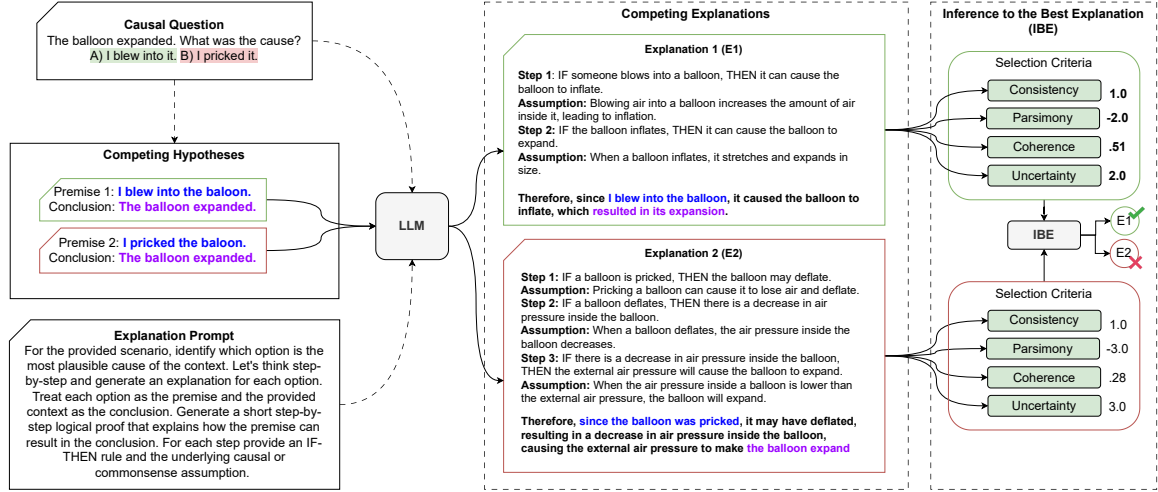 Causal Question
The balloon expanded. What was the cause?
A) I blew into it. B) I pricked it.
Competing Hypotheses
Premise 1: I blew into the baloon.
Conclusion: The balloon expanded.
Premise 2: I pricked the baloon.
Conclusion: The balloon expanded.
Explanation Prompt
For the provided scenario, identify which option is the
most plausible cause of the context. Let's think step-
by-step and generate an explanation for each option.
Treat each option as the premise and the provided
context as the conclusion. Generate a short step-by-
step logical proof that explains how the premise can
result in the conclusion. For each step provide an IF-
THEN rule and the underlying causal or
commonsense assumption.
LLM
Competing Explanations
Explanation 1 (E1)
Step 1: IF someone blows into a balloon, THEN it can cause the
balloon to inflate.
Assumption: Blowing air into a balloon increases the amount of air
inside it, leading to inflation.
Step 2: IF the balloon inflates, THEN it can cause the balloon to
expand.
Assumption: When a balloon inflates, it stretches and expands in
size.
Therefore, since I blew into the balloon, it caused the balloon to
inflate, which resulted in its expansion.
Explanation 2 (E2)
Step 1: IF a balloon is pricked, THEN the balloon may deflate.
Assumption: Pricking a balloon can cause it to lose air and deflate.
Step 2: IF a balloon deflates, THEN there is a decrease in air
pressure inside the balloon.
Assumption: When a balloon deflates, the air pressure inside the
balloon decreases.
Step 3: IF there is a decrease in air pressure inside the balloon,
THEN the external air pressure will cause the balloon to expand.
Assumption: When the air pressure inside a balloon is lower than
the external air pressure, the balloon will expand.
Therefore, since the balloon was pricked, it may have deflated,
resulting in a decrease in air pressure inside the balloon,
causing the external air pressure to make the balloon expand
Inference to the Best Explanation
(IBE)
Selection Criteria
Consistency 1.0
Parsimony -2.0
Coherence .51
Uncertainty 2.0
IBE
E1
E2
Selection Criteria
Consistency 1.0
Parsimony -3.0
Coherence .28
Uncertainty 3.0